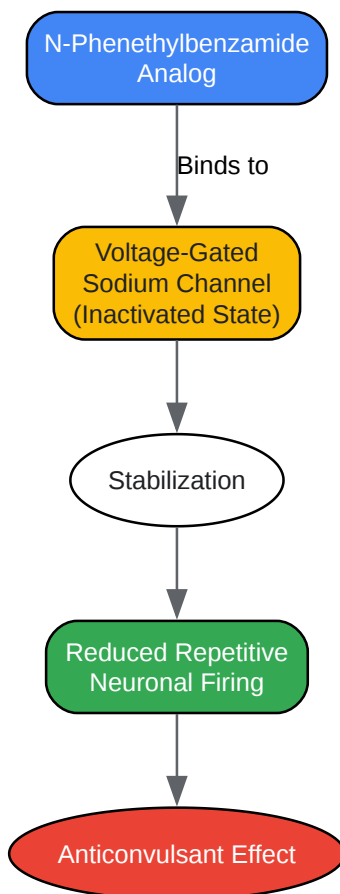 N-Phenethylbenzamide
Analog
Binds to
Voltage-Gated
Sodium Channel
(Inactivated State)
Stabilization
Reduced Repetitive
Neuronal Firing
Anticonvulsant Effect